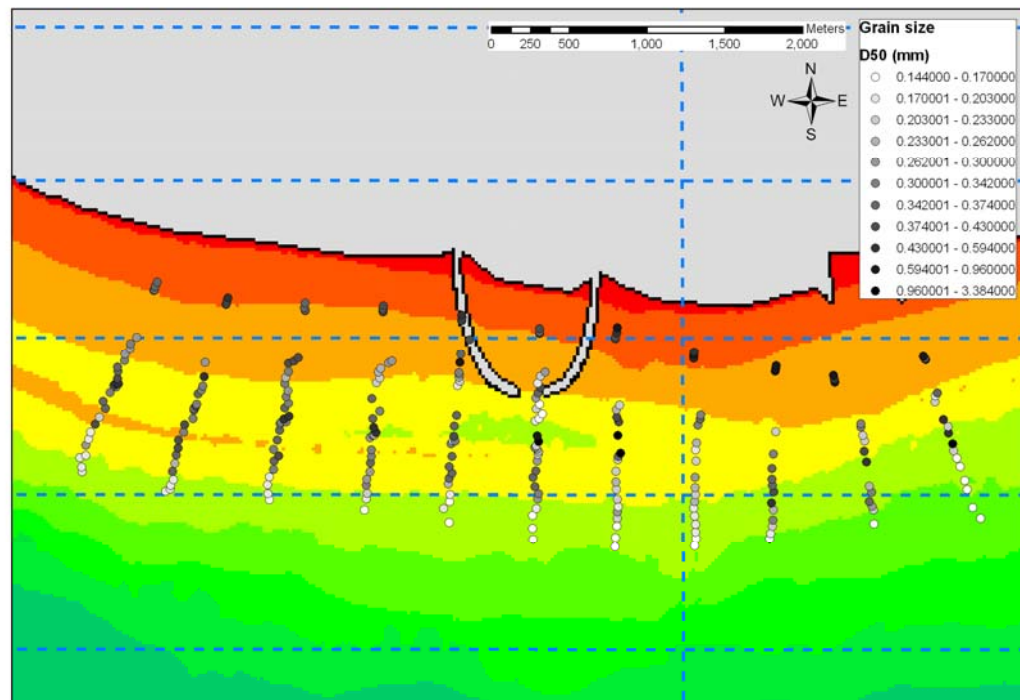 Meters
0 250 500 1,000 1,500 2,000
N
W E
S
Grain size
D50 (mm)
0.144000 - 0.170000
0.170001 - 0.203000
0.203001 - 0.233000
0.233001 - 0.262000
0.262001 - 0.300000
0.300001 - 0.342000
0.342001 - 0.374000
0.374001 - 0.430000
0.430001 - 0.594000
0.594001 - 0.960000
0.960001 - 3.384000